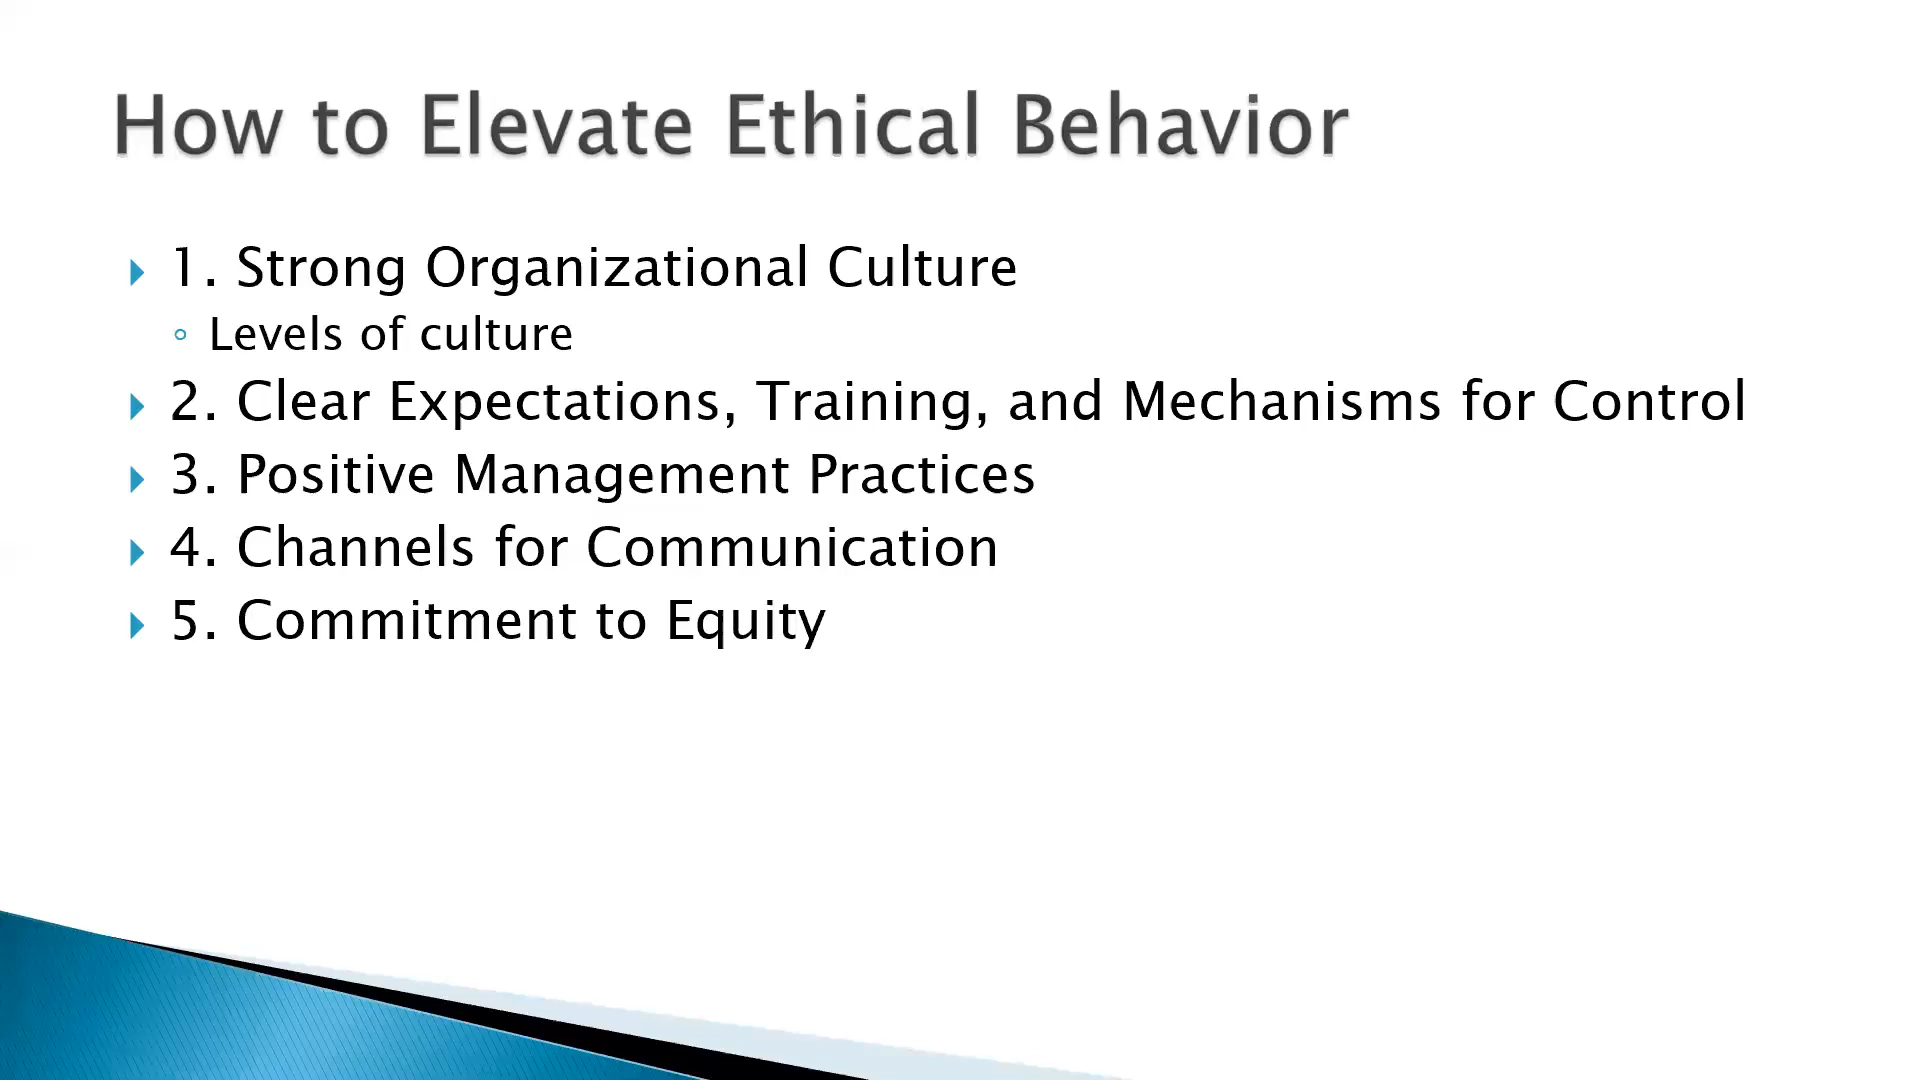 How to Elevate Ethical Behavior
1. Strong Organizational Culture
Levels of culture
2. Clear Expectations, Training, and Mechanisms for Control
3. Positive Management Practices
4. Channels for Communication
5. Commitment to Equity